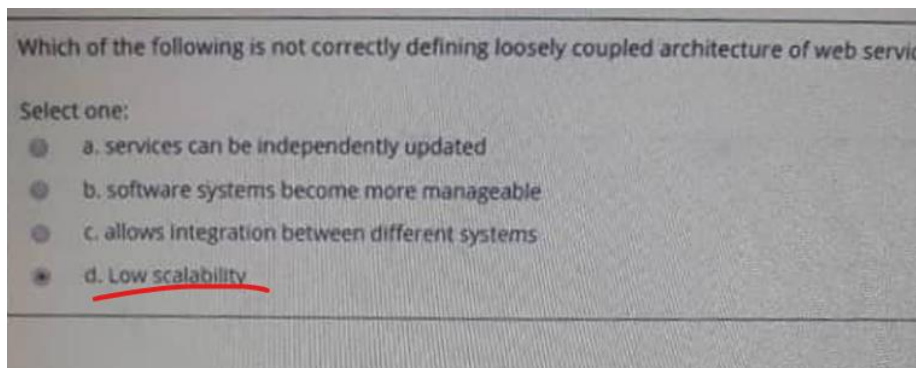 Which of the following is not correctly defining loosely coupled architecture of web servic
Select one:
a. services can be independently updated
b. software systems become more manageable
c. allows integration between different systems
d. Low scalability